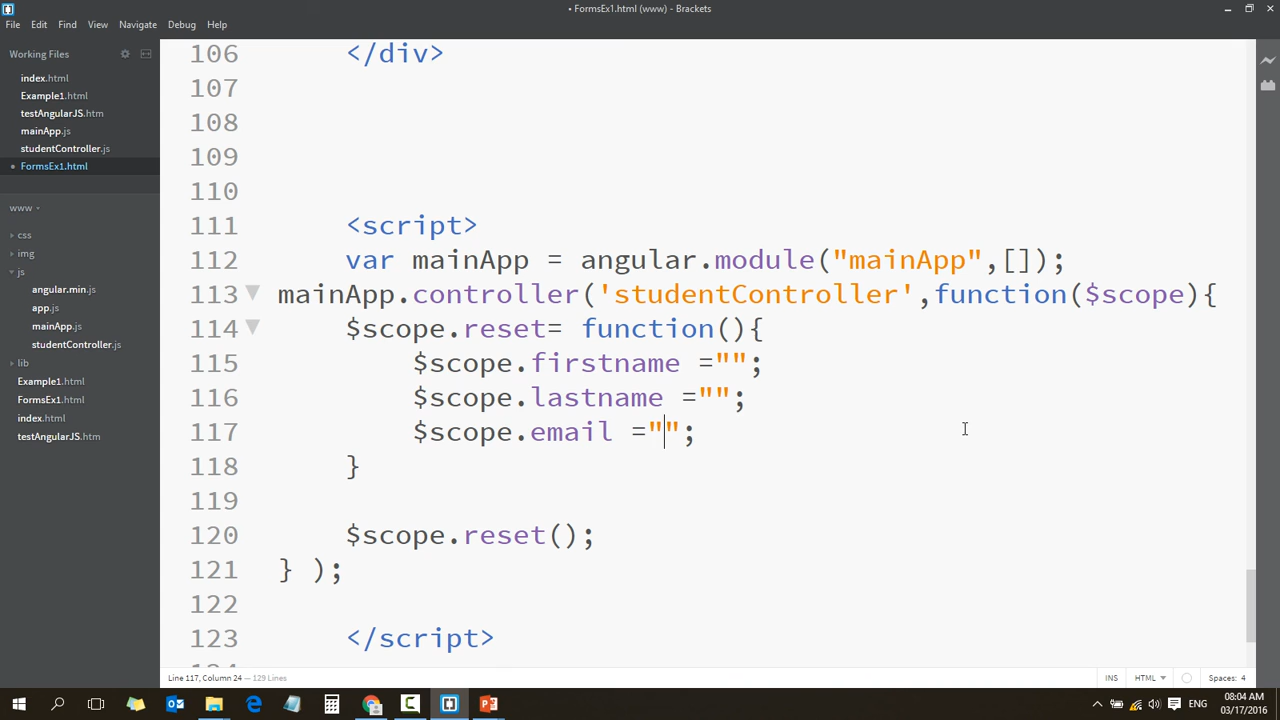 • FormsEx1.html (www) - Brackets
File Edit Find View Navigate Debug Help
Working Files
index.html
Example1.html
testAngularJS.htm
mainApp.js
studentController.js
• FormsEx1.html
www
css
img
js
angular.min.js
app.js
mainApp.js
studentController.js
lib
Example1.html
FormsEx1.html
index.html
testAngularJS.htm
106 </div>
107
108
109
110
111 <script>
112 var mainApp = angular.module("mainApp",[]);
113 mainApp.controller('studentController',function($scope){
114 $scope.reset= function(){
115 $scope.firstname ="";
116 $scope.lastname ="";
117 $scope.email ="";
118 }
119
120 $scope.reset();
121 } );
122
123 </script>
Line 117, Column 24 — 129 Lines
INS HTML Spaces: 4
ENG
08:04 AM
03/17/2016